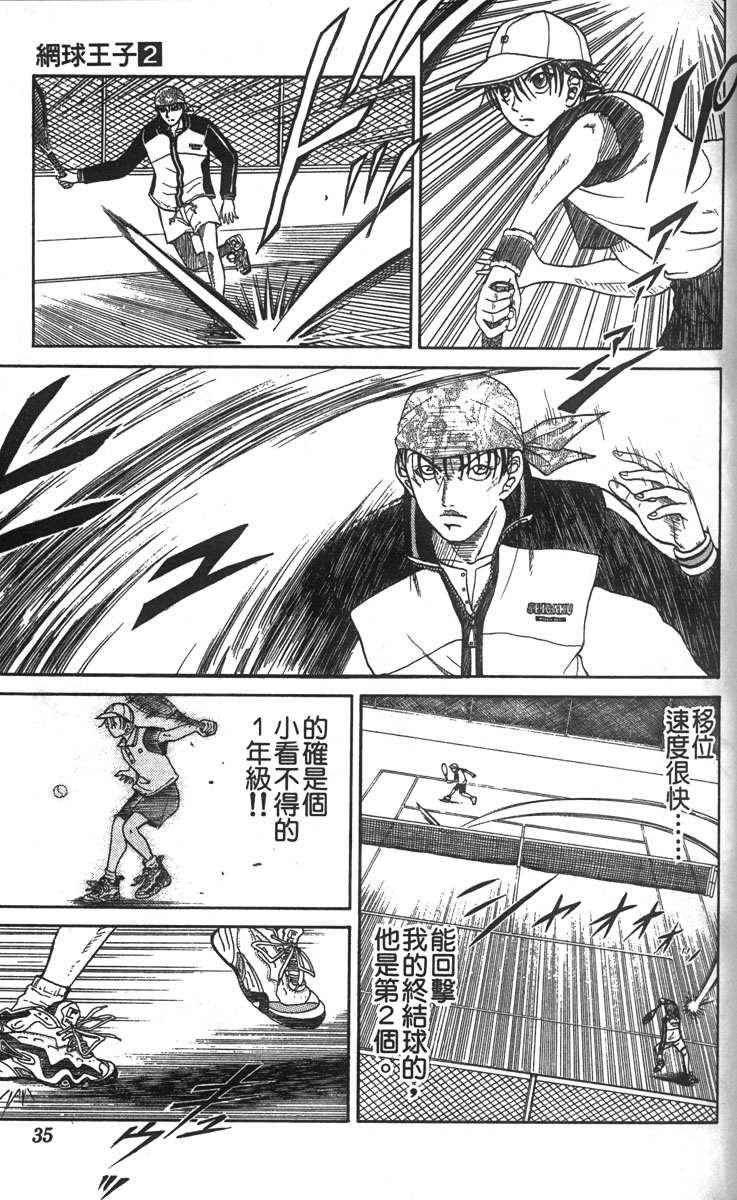 網球王子2
SEIGAKU
移位
速度很快……
能回擊
我的終結球的，
他是第2個。
的確是個
小看不得的
1年級!!
35